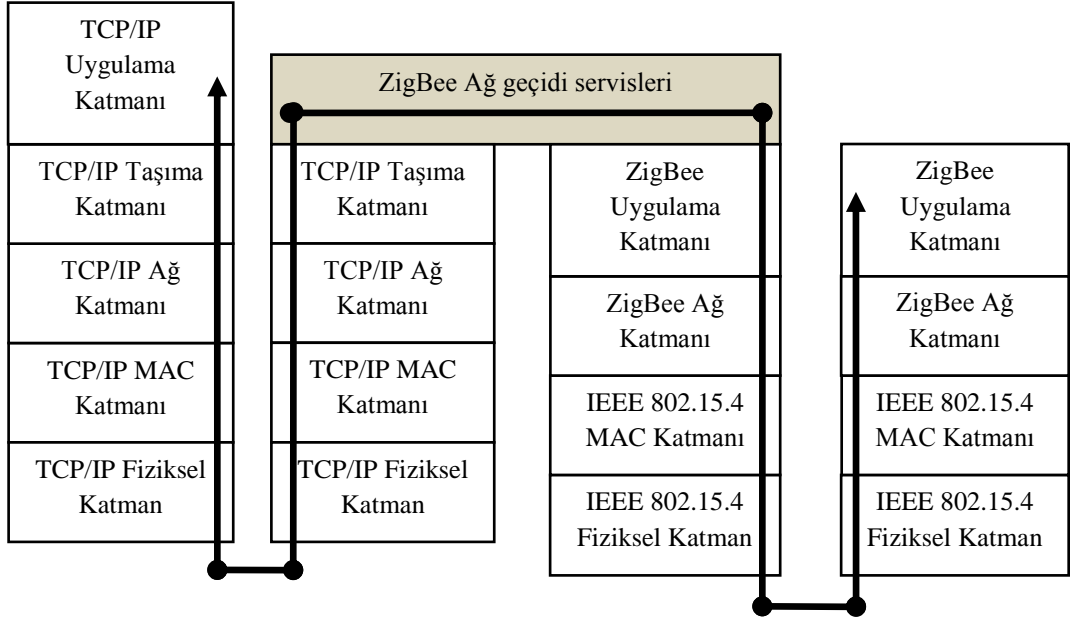 TCP/IP
Uygulama
Katmanı
TCP/IP Taşıma
Katmanı
TCP/IP Ağ
Katmanı
TCP/IP MAC
Katmanı
TCP/IP Fiziksel
Katman
ZigBee Ağ geçidi servisleri
TCP/IP Taşıma
Katmanı
TCP/IP Ağ
Katmanı
TCP/IP MAC
Katmanı
TCP/IP Fiziksel
Katman
ZigBee
Uygulama
Katmanı
ZigBee Ağ
Katmanı
IEEE 802.15.4
MAC Katmanı
IEEE 802.15.4
Fiziksel Katman
ZigBee
Uygulama
Katmanı
ZigBee Ağ
Katmanı
IEEE 802.15.4
MAC Katmanı
IEEE 802.15.4
Fiziksel Katman